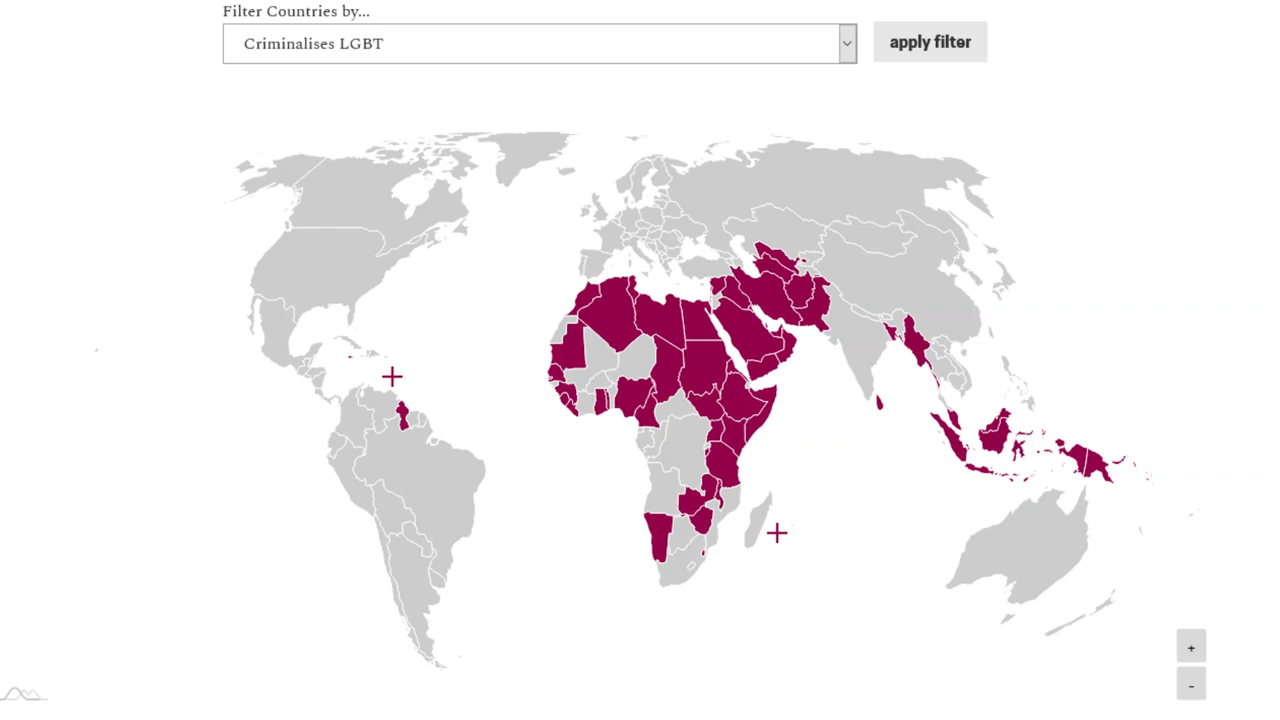 Filter Countries by...
Criminalises LGBT
apply filter
+
-